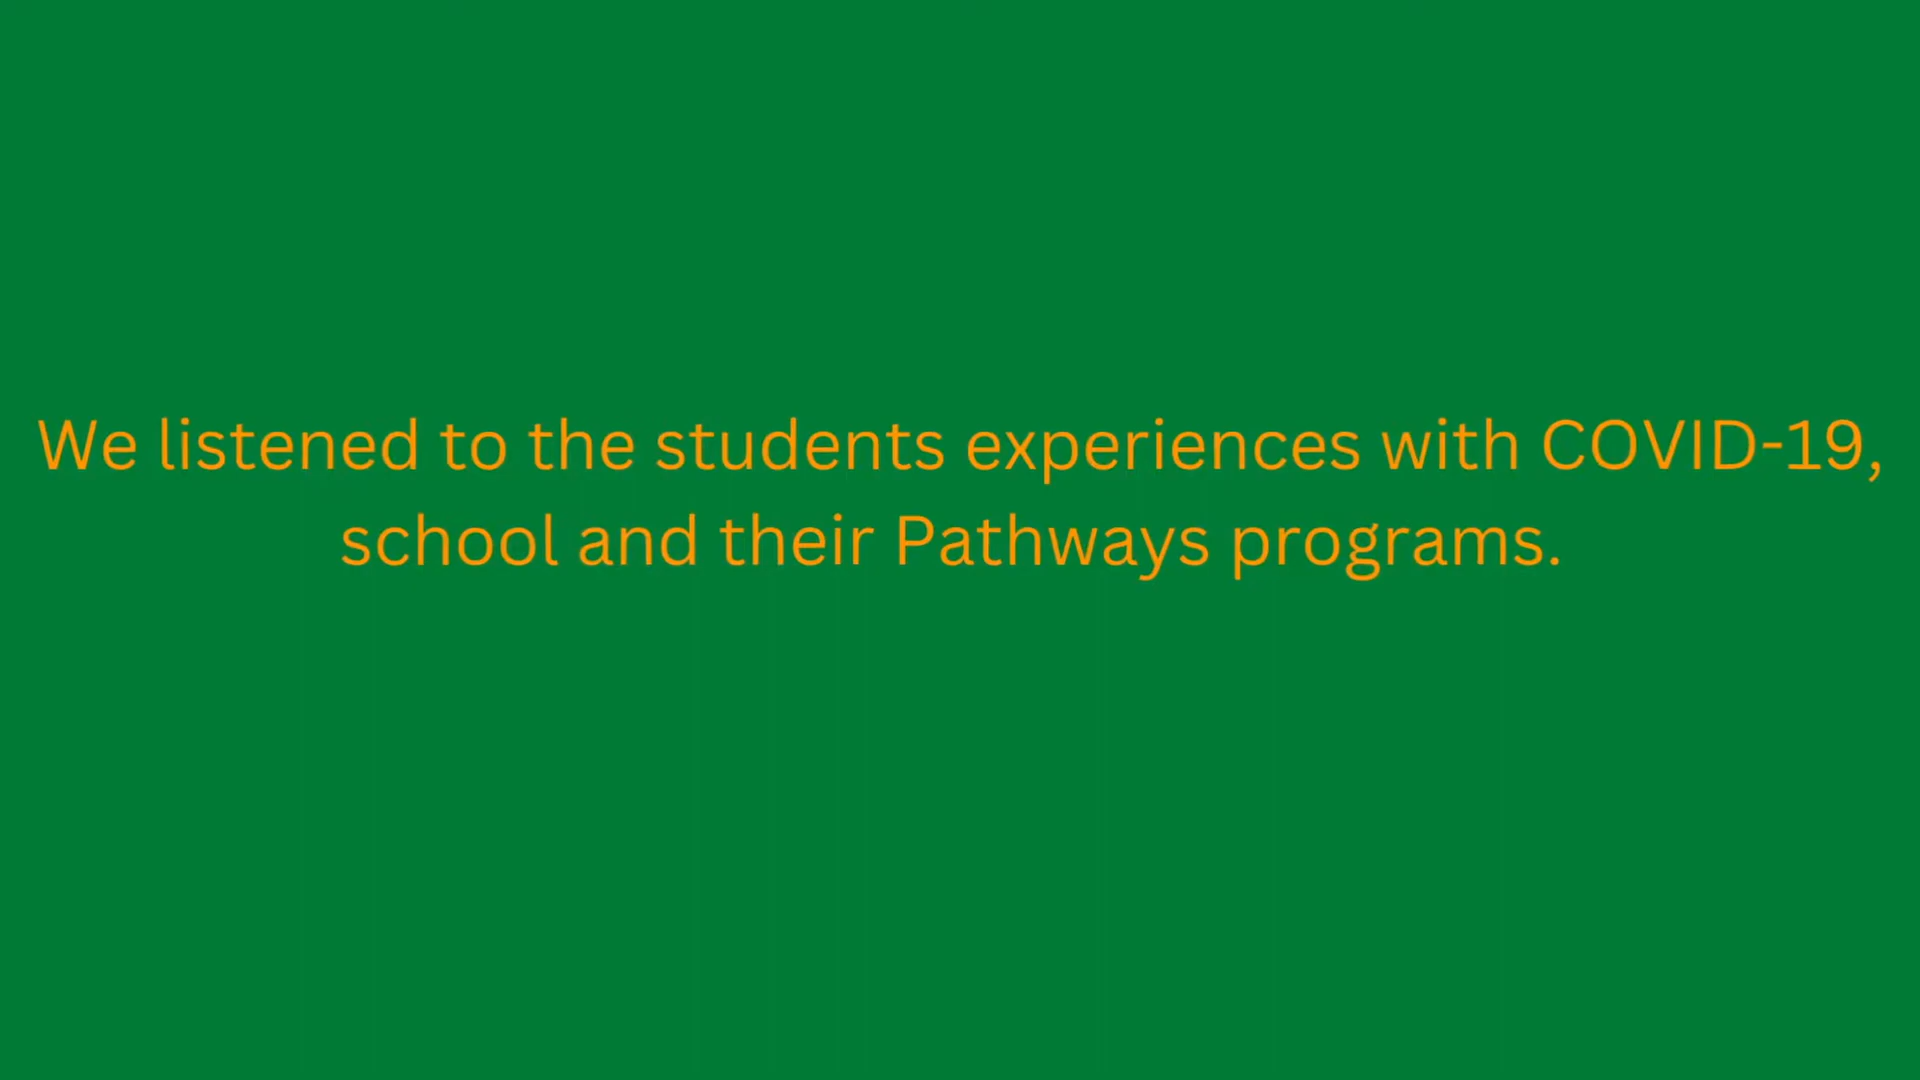 We listened to the students experiences with COVID-19,
school and their Pathways programs.